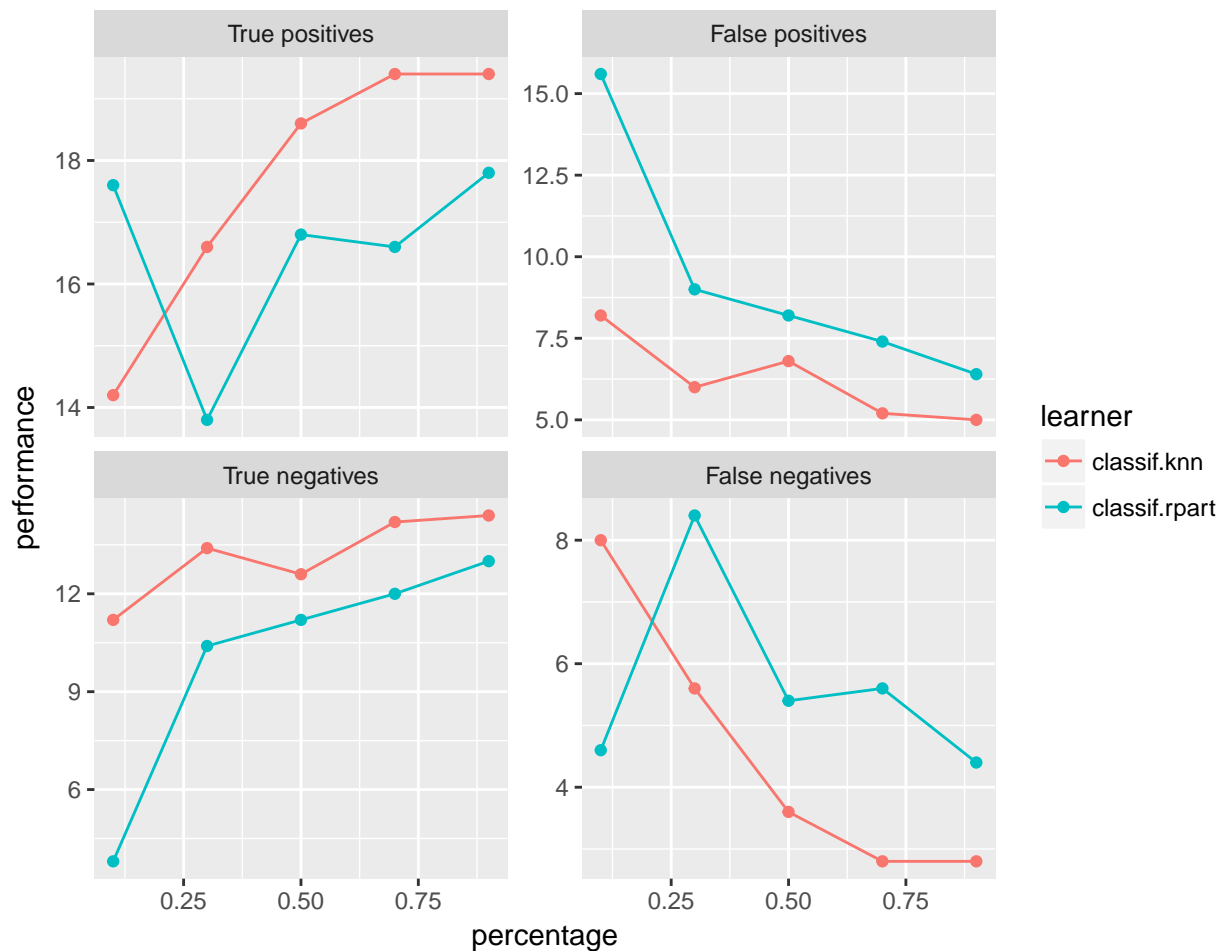 True positives
False positives
18
16
14
15.0
12.5
10.0
7.5
5.0
True negatives
False negatives
12
9
6
8
6
4
0.25 0.50 0.75
0.25 0.50 0.75
percentage
performance
learner
classif.knn
classif.rpart